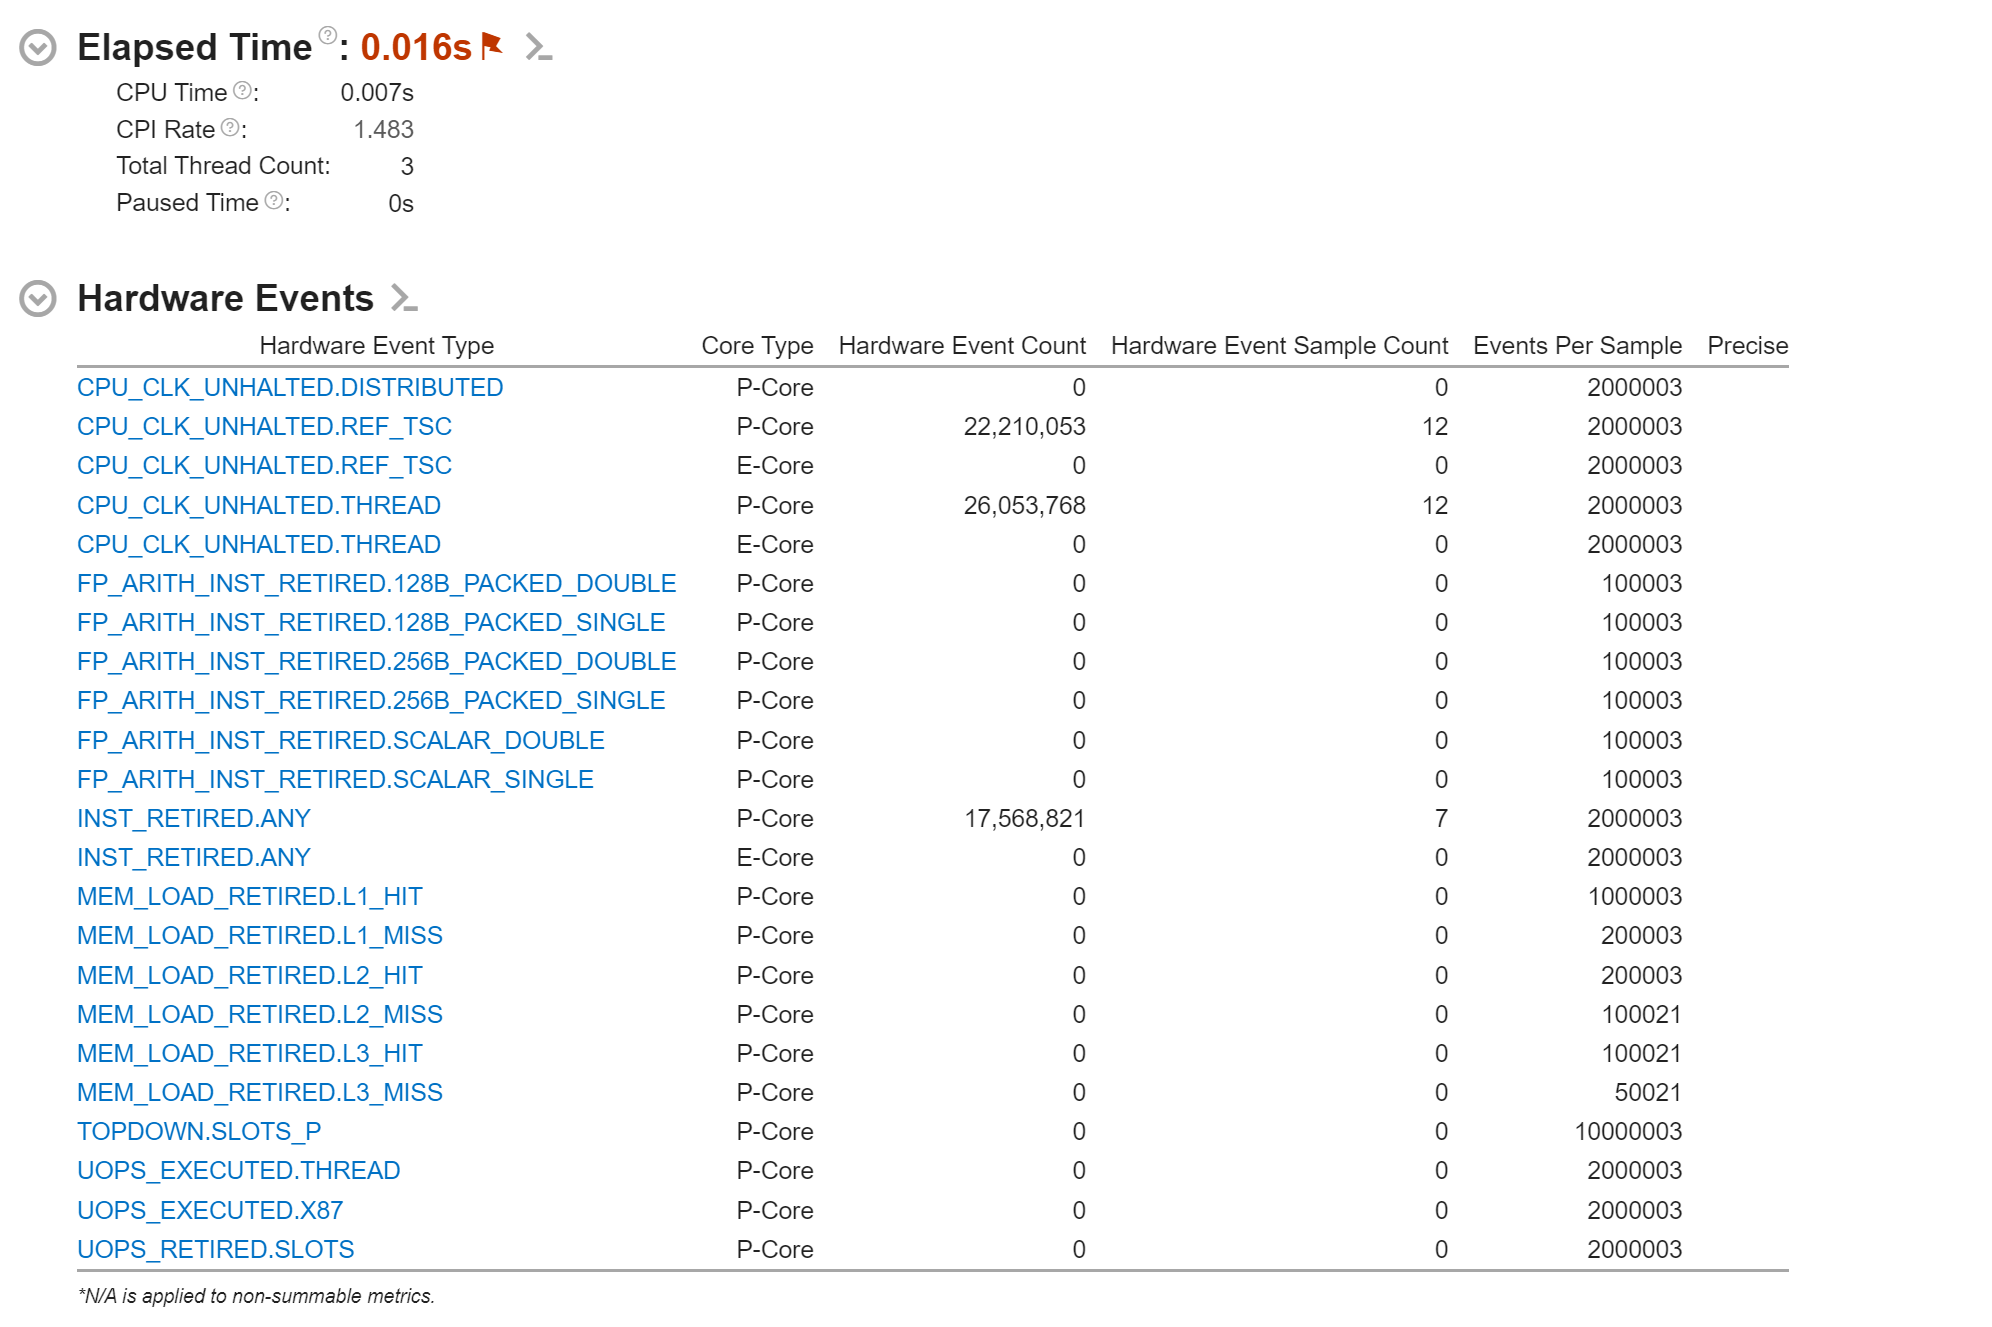 Elapsed Time ?: 0.016s
CPU Time ?: 0.007s
CPI Rate ?: 1.483
Total Thread Count: 3
Paused Time ?: 0s
Hardware Events
Hardware Event Type Core Type Hardware Event Count Hardware Event Sample Count Events Per Sample Precise
CPU_CLK_UNHALTED.DISTRIBUTED P-Core 0 0 2000003
CPU_CLK_UNHALTED.REF_TSC P-Core 22,210,053 12 2000003
CPU_CLK_UNHALTED.REF_TSC E-Core 0 0 2000003
CPU_CLK_UNHALTED.THREAD P-Core 26,053,768 12 2000003
CPU_CLK_UNHALTED.THREAD E-Core 0 0 2000003
FP_ARITH_INST_RETIRED.128B_PACKED_DOUBLE P-Core 0 0 100003
FP_ARITH_INST_RETIRED.128B_PACKED_SINGLE P-Core 0 0 100003
FP_ARITH_INST_RETIRED.256B_PACKED_DOUBLE P-Core 0 0 100003
FP_ARITH_INST_RETIRED.256B_PACKED_SINGLE P-Core 0 0 100003
FP_ARITH_INST_RETIRED.SCALAR_DOUBLE P-Core 0 0 100003
FP_ARITH_INST_RETIRED.SCALAR_SINGLE P-Core 0 0 100003
INST_RETIRED.ANY P-Core 17,568,821 7 2000003
INST_RETIRED.ANY E-Core 0 0 2000003
MEM_LOAD_RETIRED.L1_HIT P-Core 0 0 1000003
MEM_LOAD_RETIRED.L1_MISS P-Core 0 0 200003
MEM_LOAD_RETIRED.L2_HIT P-Core 0 0 200003
MEM_LOAD_RETIRED.L2_MISS P-Core 0 0 100021
MEM_LOAD_RETIRED.L3_HIT P-Core 0 0 100021
MEM_LOAD_RETIRED.L3_MISS P-Core 0 0 50021
TOPDOWN.SLOTS_P P-Core 0 0 10000003
UOPS_EXECUTED.THREAD P-Core 0 0 2000003
UOPS_EXECUTED.X87 P-Core 0 0 2000003
UOPS_RETIRED.SLOTS P-Core 0 0 2000003
*N/A is applied to non-summable metrics.